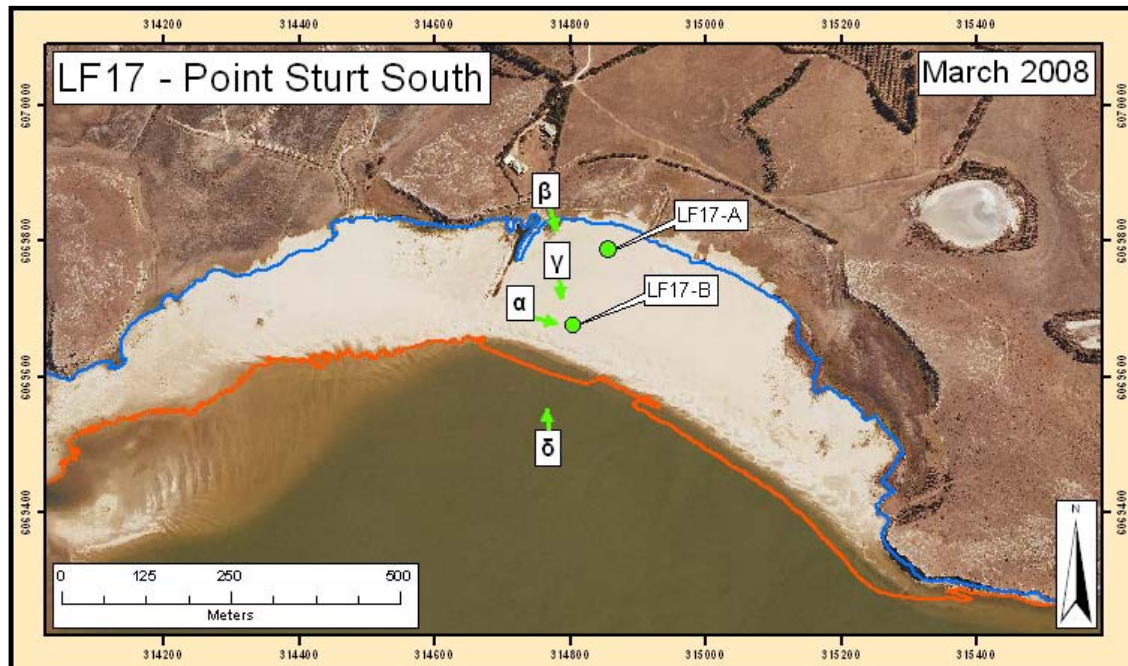 314200 314400 314600 314800 315000 315200 315400
LF17 - Point Sturt South
March 2008
6070000
6070000
β
LF17-A
6069800
6069800
γ
LF17-B
α
6069600
6069600
δ
6069400
6069400
N
0 125 250 500
Meters
314200 314400 314600 314800 315000 315200 315400